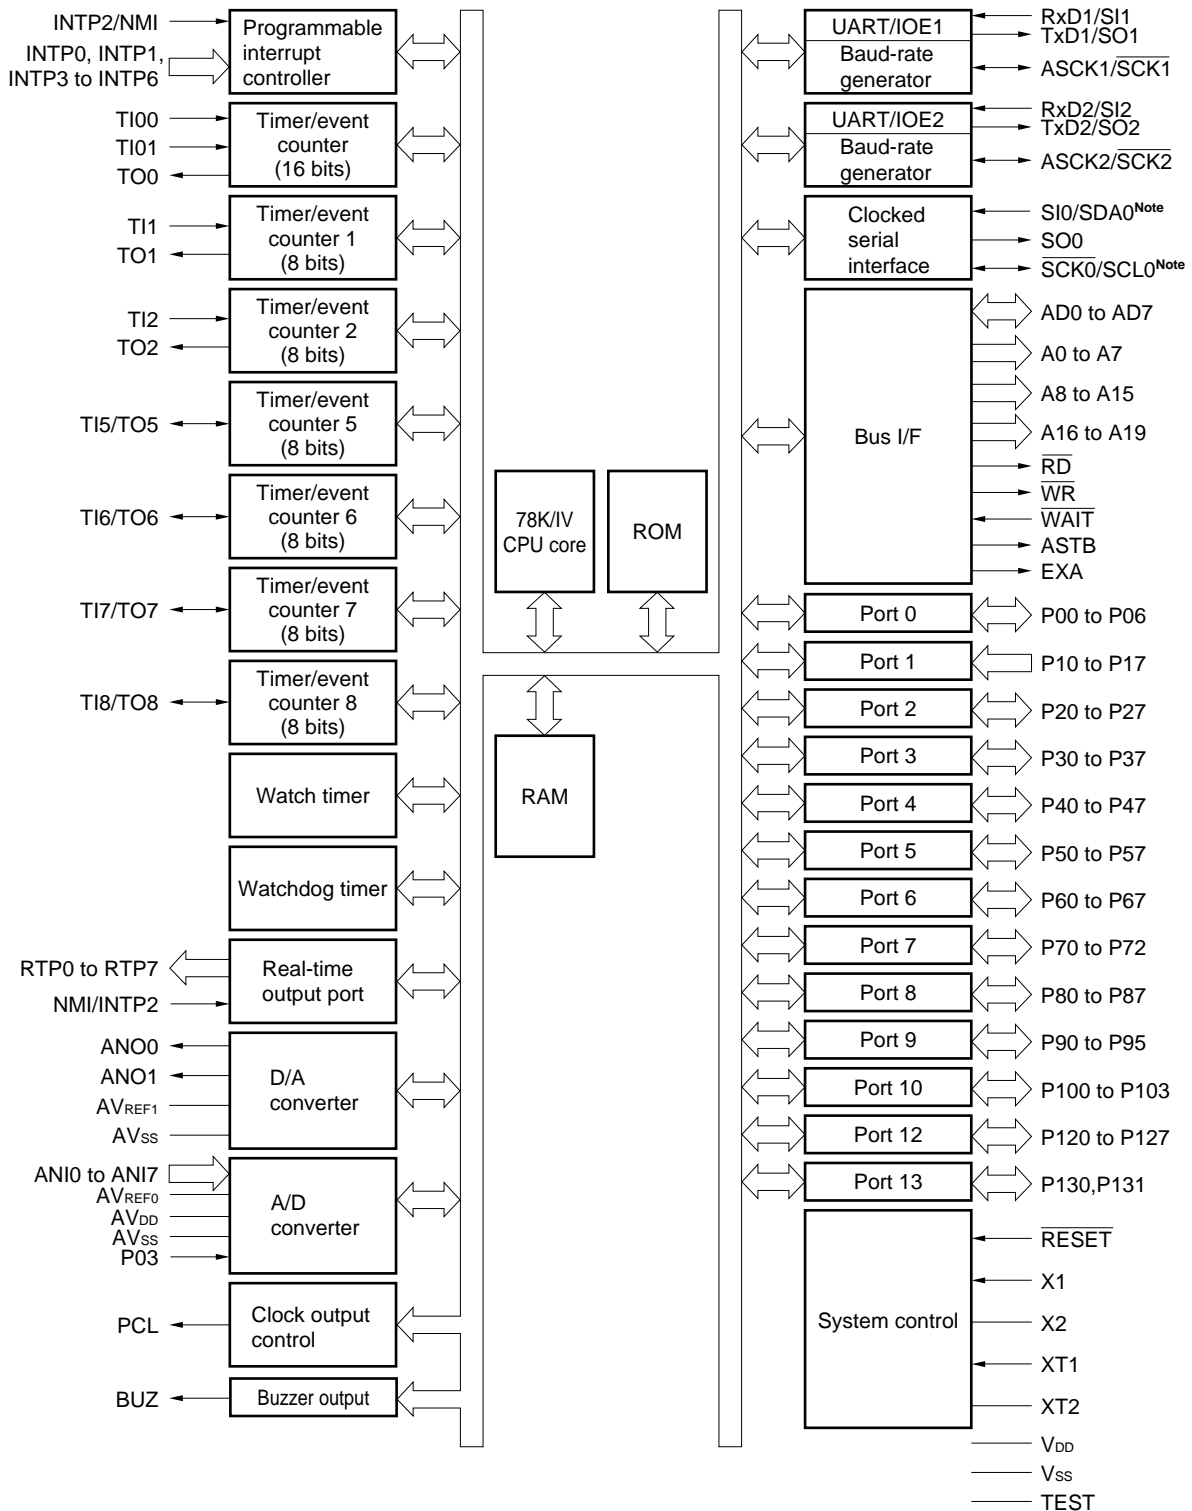 INTP2/NMI
INTP0, INTP1,
INTP3 to INTP6
Programmable
interrupt
controller
TI00
TI01
TO0
Timer/event
counter
(16 bits)
TI1
TO1
Timer/event
counter 1
(8 bits)
TI2
TO2
Timer/event
counter 2
(8 bits)
TI5/TO5
Timer/event
counter 5
(8 bits)
TI6/TO6
Timer/event
counter 6
(8 bits)
TI7/TO7
Timer/event
counter 7
(8 bits)
TI8/TO8
Timer/event
counter 8
(8 bits)
Watch timer
Watchdog timer
RTP0 to RTP7
NMI/INTP2
Real-time
output port
ANO0
ANO1
AVREF1
AVSS
D/A
converter
ANI0 to ANI7
AVREF0
AVDD
AVSS
P03
A/D
converter
PCL
Clock output
control
BUZ
Buzzer output
78K/IV
CPU core
ROM
RAM
UART/IOE1
Baud-rate
generator
RxD1/SI1
TxD1/SO1
ASCK1/SCK1
UART/IOE2
Baud-rate
generator
RxD2/SI2
TxD2/SO2
ASCK2/SCK2
Clocked
serial
interface
SI0/SDA0Note
SO0
SCK0/SCL0Note
Bus I/F
AD0 to AD7
A0 to A7
A8 to A15
A16 to A19
RD
WR
WAIT
ASTB
EXA
Port 0
P00 to P06
Port 1
P10 to P17
Port 2
P20 to P27
Port 3
P30 to P37
Port 4
P40 to P47
Port 5
P50 to P57
Port 6
P60 to P67
Port 7
P70 to P72
Port 8
P80 to P87
Port 9
P90 to P95
Port 10
P100 to P103
Port 12
P120 to P127
Port 13
P130,P131
System control
RESET
X1
X2
XT1
XT2
VDD
VSS
TEST